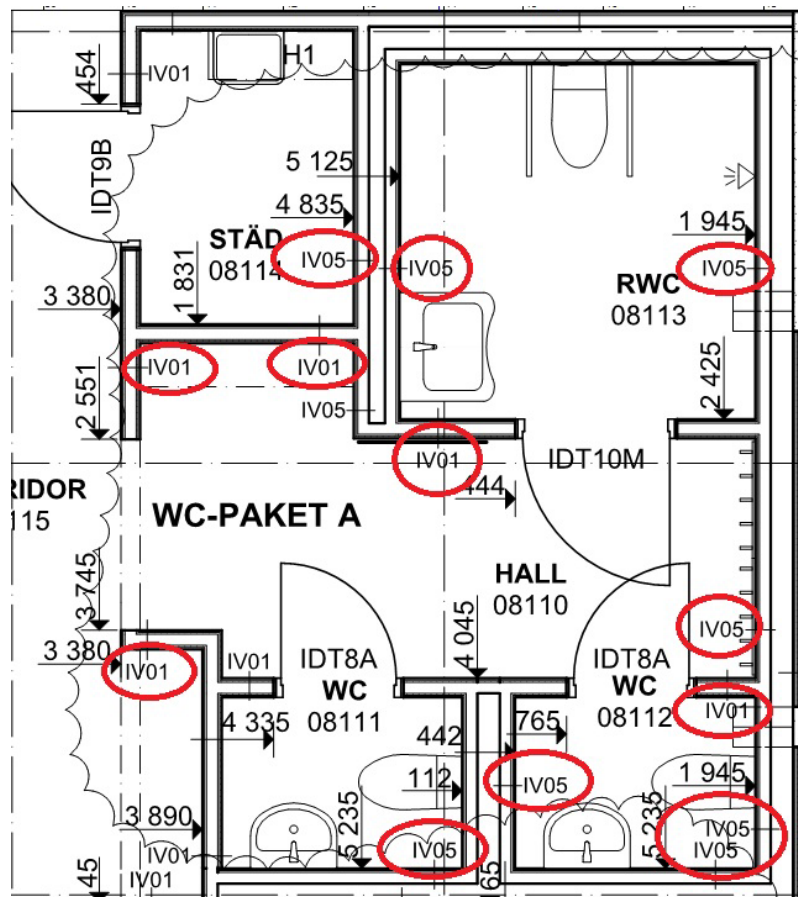 454
IV01
H1
IDT9B
5 125
4 835
STÄD
08114
IV05
IV05
1 945
IV05
RWC
08113
1 831
3 380
2 551
IV01
IV01
IV05
2 425
IV01
IDT10M
444
RIDOR
115
WC-PAKET A
HALL
08110
3 745
4 045
IV05
3 380
IV01
IV01
IDT8A
WC
08111
IDT8A
WC
08112
IV01
4 335
442
765
112
IV05
1 945
3 890
5 235
IV05
5 235
IV05
IV05
IV01
IV01
45
65